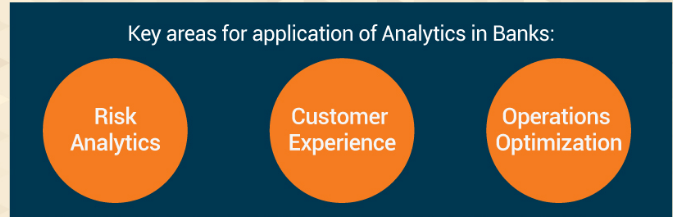 Key areas for application of Analytics in Banks:
Risk
Analytics
Customer
Experience
Operations
Optimization